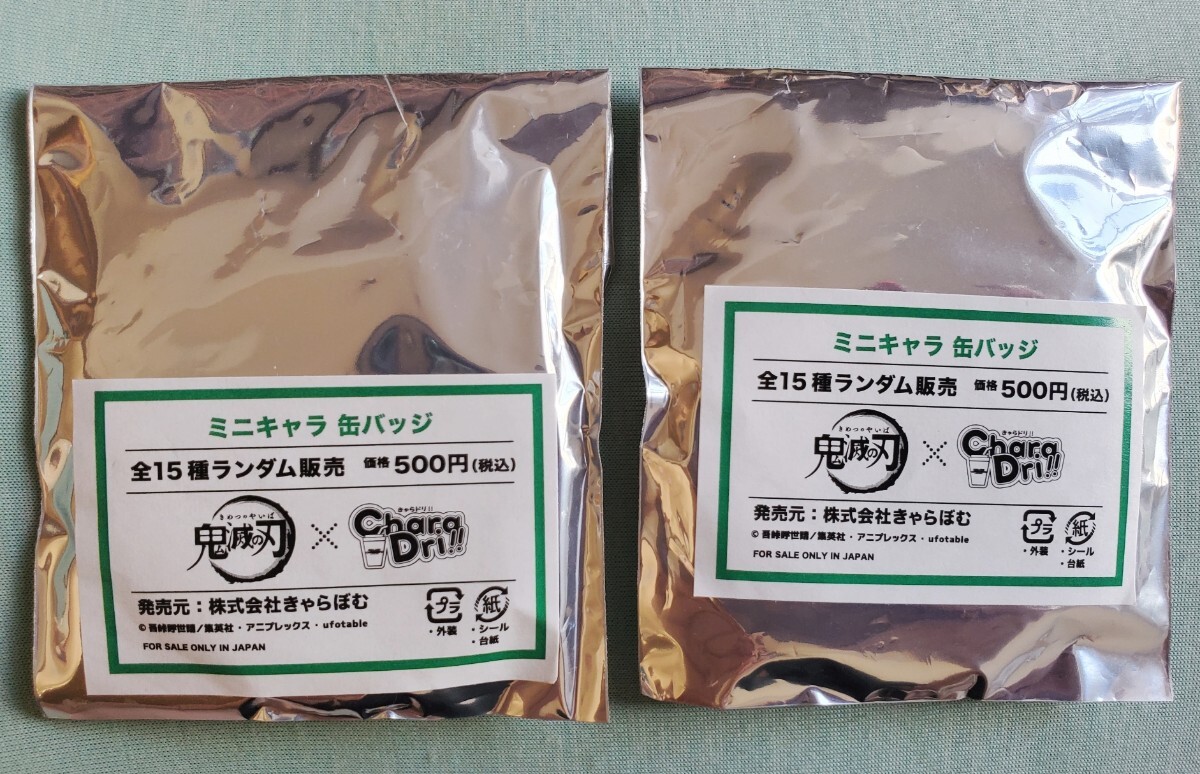 ミニキャラ 缶バッジ
全15種ランダム販売 価格 500円(税込)
きめつのやいば
鬼滅の刃 × きゃらドリ!! Chara Dri!!
発売元：株式会社きゃらぼむ
©吾峠呼世晴／集英社・アニプレックス・ufotable
FOR SALE ONLY IN JAPAN
プラ
・外装
紙
・シール
・台紙
ミニキャラ 缶バッジ
全15種ランダム販売 価格 500円(税込)
きめつのやいば
鬼滅の刃 × きゃらドリ!! Chara Dri!!
発売元：株式会社きゃらぼむ
©吾峠呼世晴／集英社・アニプレックス・ufotable
FOR SALE ONLY IN JAPAN
プラ
・外装
紙
・シール
・台紙